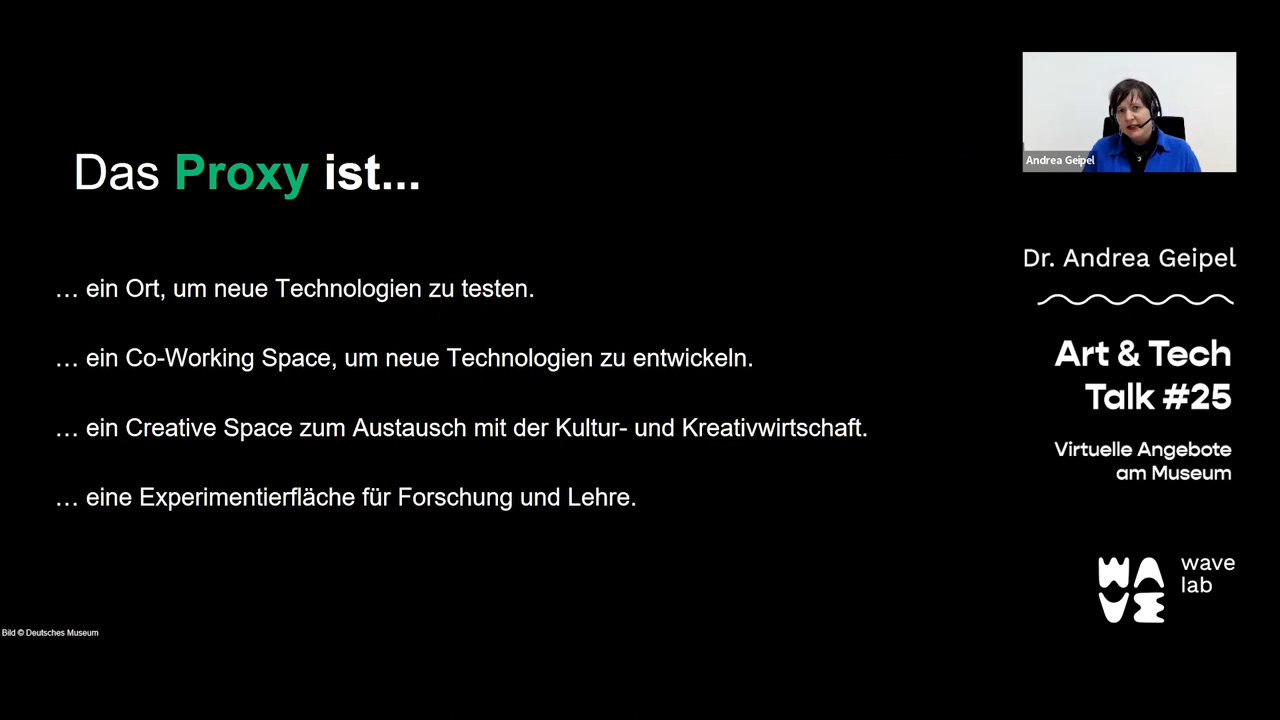 Das Proxy ist...
… ein Ort, um neue Technologien zu testen.
… ein Co-Working Space, um neue Technologien zu entwickeln.
… ein Creative Space zum Austausch mit der Kultur- und Kreativwirtschaft.
… eine Experimentierfläche für Forschung und Lehre.
Bild © Deutsches Museum
Andrea Geipel
Dr. Andrea Geipel
Art & Tech
Talk #25
Virtuelle Angebote
am Museum
WAVE
wave
lab